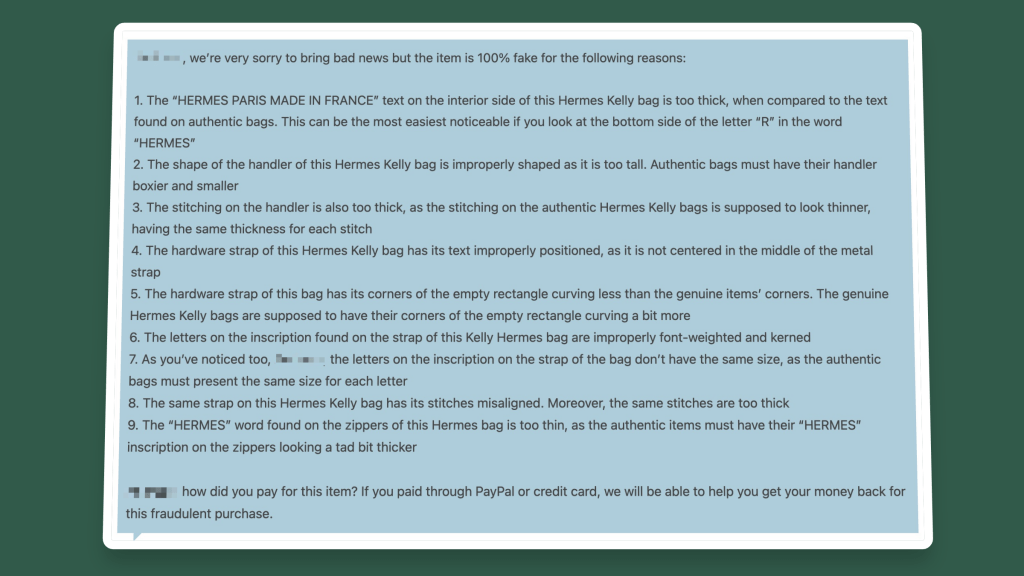 , we’re very sorry to bring bad news but the item is 100% fake for the following reasons:
1. The “HERMES PARIS MADE IN FRANCE” text on the interior side of this Hermes Kelly bag is too thick, when compared to the text
found on authentic bags. This can be the most easiest noticeable if you look at the bottom side of the letter “R” in the word
“HERMES”
2. The shape of the handler of this Hermes Kelly bag is improperly shaped as it is too tall. Authentic bags must have their handler
boxier and smaller
3. The stitching on the handler is also too thick, as the stitching on the authentic Hermes Kelly bags is supposed to look thinner,
having the same thickness for each stitch
4. The hardware strap of this Hermes Kelly bag has its text improperly positioned, as it is not centered in the middle of the metal
strap
5. The hardware strap of this bag has its corners of the empty rectangle curving less than the genuine items’ corners. The genuine
Hermes Kelly bags are supposed to have their corners of the empty rectangle curving a bit more
6. The letters on the inscription found on the strap of this Kelly Hermes bag are improperly font-weighted and kerned
7. As you’ve noticed too, the letters on the inscription on the strap of the bag don’t have the same size, as the authentic
bags must present the same size for each letter
8. The same strap on this Hermes Kelly bag has its stitches misaligned. Moreover, the same stitches are too thick
9. The “HERMES” word found on the zippers of this Hermes bag is too thin, as the authentic items must have their “HERMES”
inscription on the zippers looking a tad bit thicker
how did you pay for this item? If you paid through PayPal or credit card, we will be able to help you get your money back for
this fraudulent purchase.